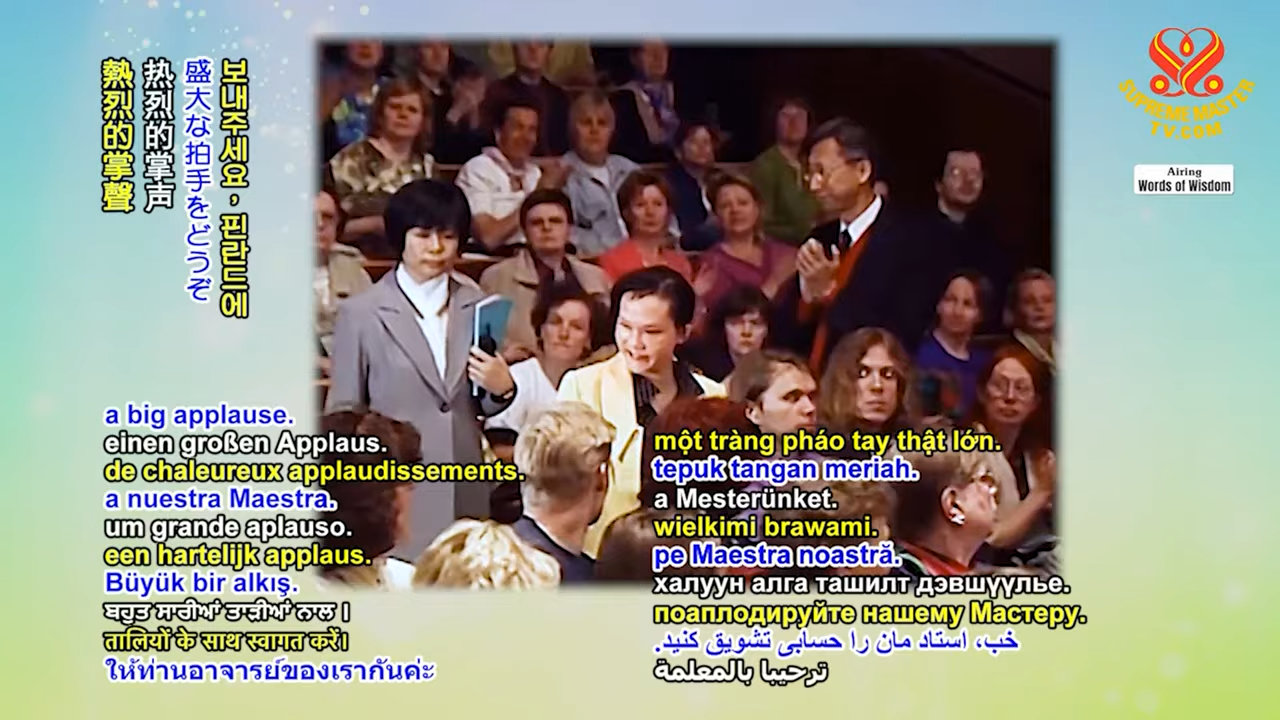 熱烈的掌聲
热烈的掌声
盛大な拍手をどうぞ
보내주세요, 핀란드에
SUPREME MASTER
TV.COM
Airing
Words of Wisdom
a big applause.
einen großen Applaus.
de chaleureux applaudissements.
a nuestra Maestra.
um grande aplauso.
een hartelijk applaus.
Büyük bir alkış.
ਬਹੁਤ ਸਾਰੀਆਂ ਤਾੜੀਆਂ ਨਾਲ।
तालियों के साथ स्वागत करें।
ให้ท่านอาจารย์ของเรากันค่ะ
một tràng pháo tay thật lớn.
tepuk tangan meriah.
a Mesterünket.
wielkimi brawami.
pe Maestra noastră.
халуун алга ташилт дэвшүүлье.
поаплодируйте нашему Мастеру.
خب، استاد مان را حسابی تشویق کنید.
ترحيبا بالمعلمة